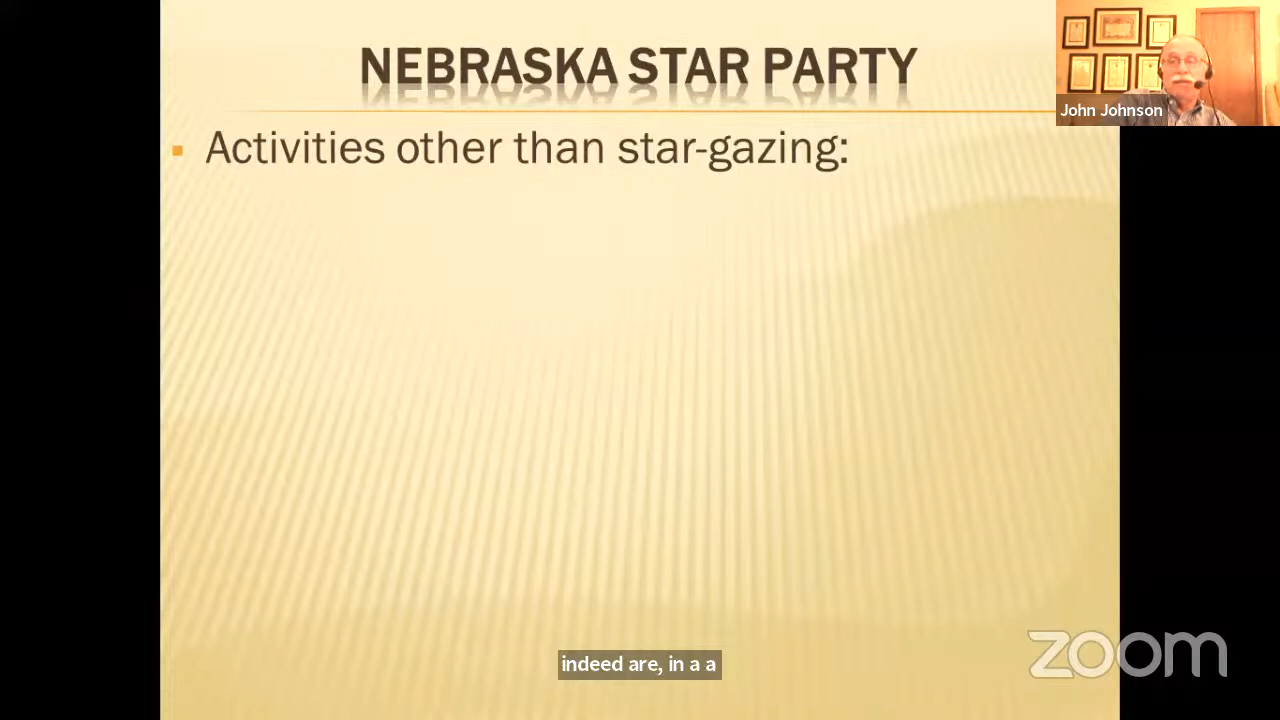 NEBRASKA STAR PARTY
John Johnson
Activities other than star-gazing:
indeed are, in a a
zoom